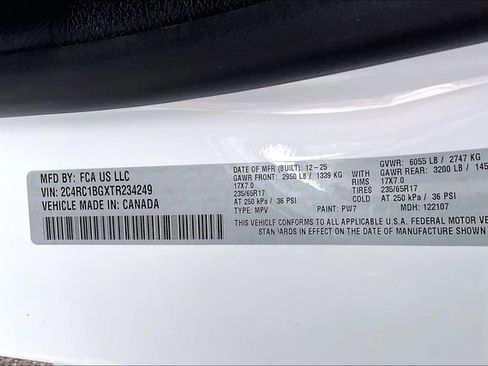 MFD BY: FCA US LLC
VIN: 2C4RC1BGXTR234249
VEHICLE MADE IN: CANADA
DATE OF MFR (BUILT): 12-25 GVWR: 6055 LB / 2747 KG
GAWR FRONT: 2950 LB / 1339 KG WITH GAWR REAR: 3200 LB /
17X7.0 RIMS 17X7.0
235/65R17 TIRES 235/65R17
AT 250 kPa / 36 PSI COLD AT 250 kPa / 36 PSI
TYPE: MPV PAINT: PW7 MDH: 122107
THIS VEHICLE CONFORMS TO ALL APPLICABLE U.S.A. FEDERAL MOTOR
STANDARDS IN EFFECT ON THE DATE OF MANUFACTURE